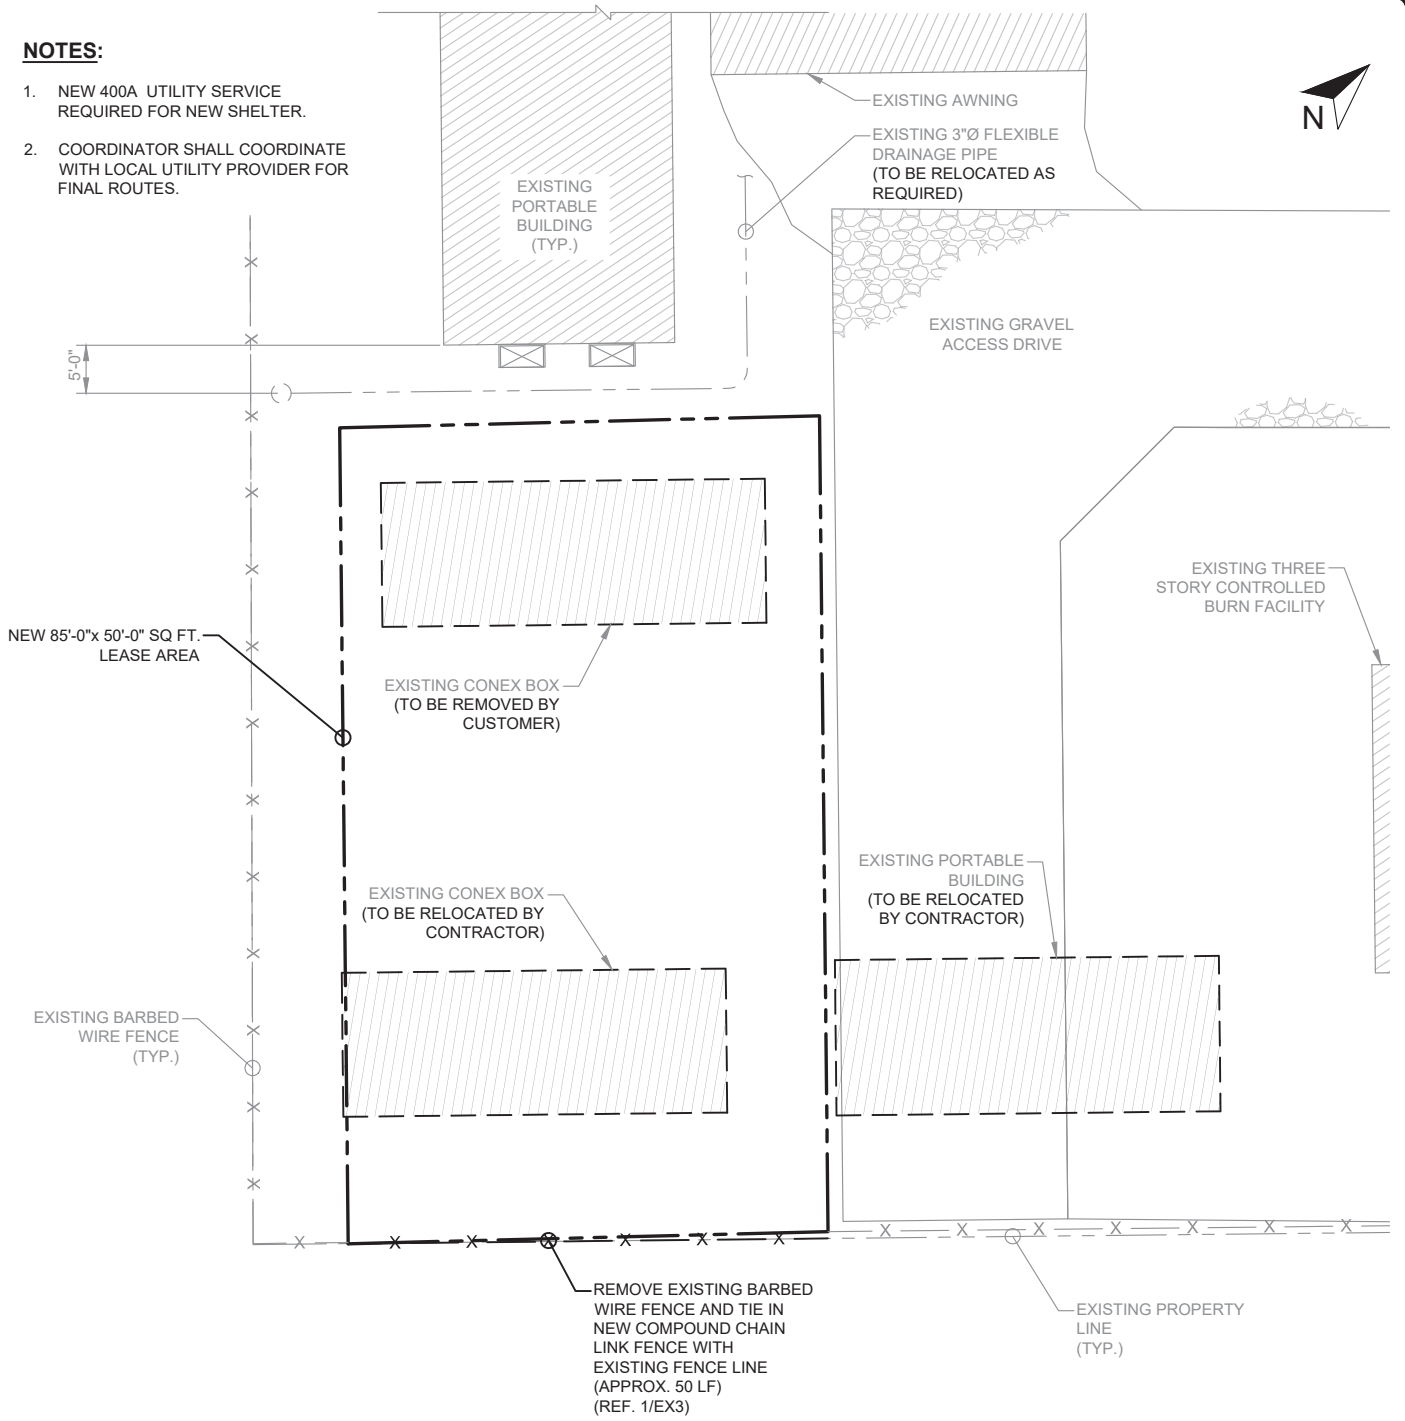 NOTES:
1. NEW 400A UTILITY SERVICE
REQUIRED FOR NEW SHELTER.
2. COORDINATOR SHALL COORDINATE
WITH LOCAL UTILITY PROVIDER FOR
FINAL ROUTES.
EXISTING
PORTABLE
BUILDING
(TYP.)
EXISTING AWNING
EXISTING 3"Ø FLEXIBLE
DRAINAGE PIPE
(TO BE RELOCATED AS
REQUIRED)
N
5'-0"
EXISTING GRAVEL
ACCESS DRIVE
EXISTING THREE
STORY CONTROLLED
BURN FACILITY
NEW 85'-0"x 50'-0" SQ FT.
LEASE AREA
EXISTING CONEX BOX
(TO BE REMOVED BY
CUSTOMER)
EXISTING CONEX BOX
(TO BE RELOCATED BY
CONTRACTOR)
EXISTING PORTABLE
BUILDING
(TO BE RELOCATED
BY CONTRACTOR)
EXISTING BARBED
WIRE FENCE
(TYP.)
REMOVE EXISTING BARBED
WIRE FENCE AND TIE IN
NEW COMPOUND CHAIN
LINK FENCE WITH
EXISTING FENCE LINE
(APPROX. 50 LF)
(REF. 1/EX3)
EXISTING PROPERTY
LINE
(TYP.)